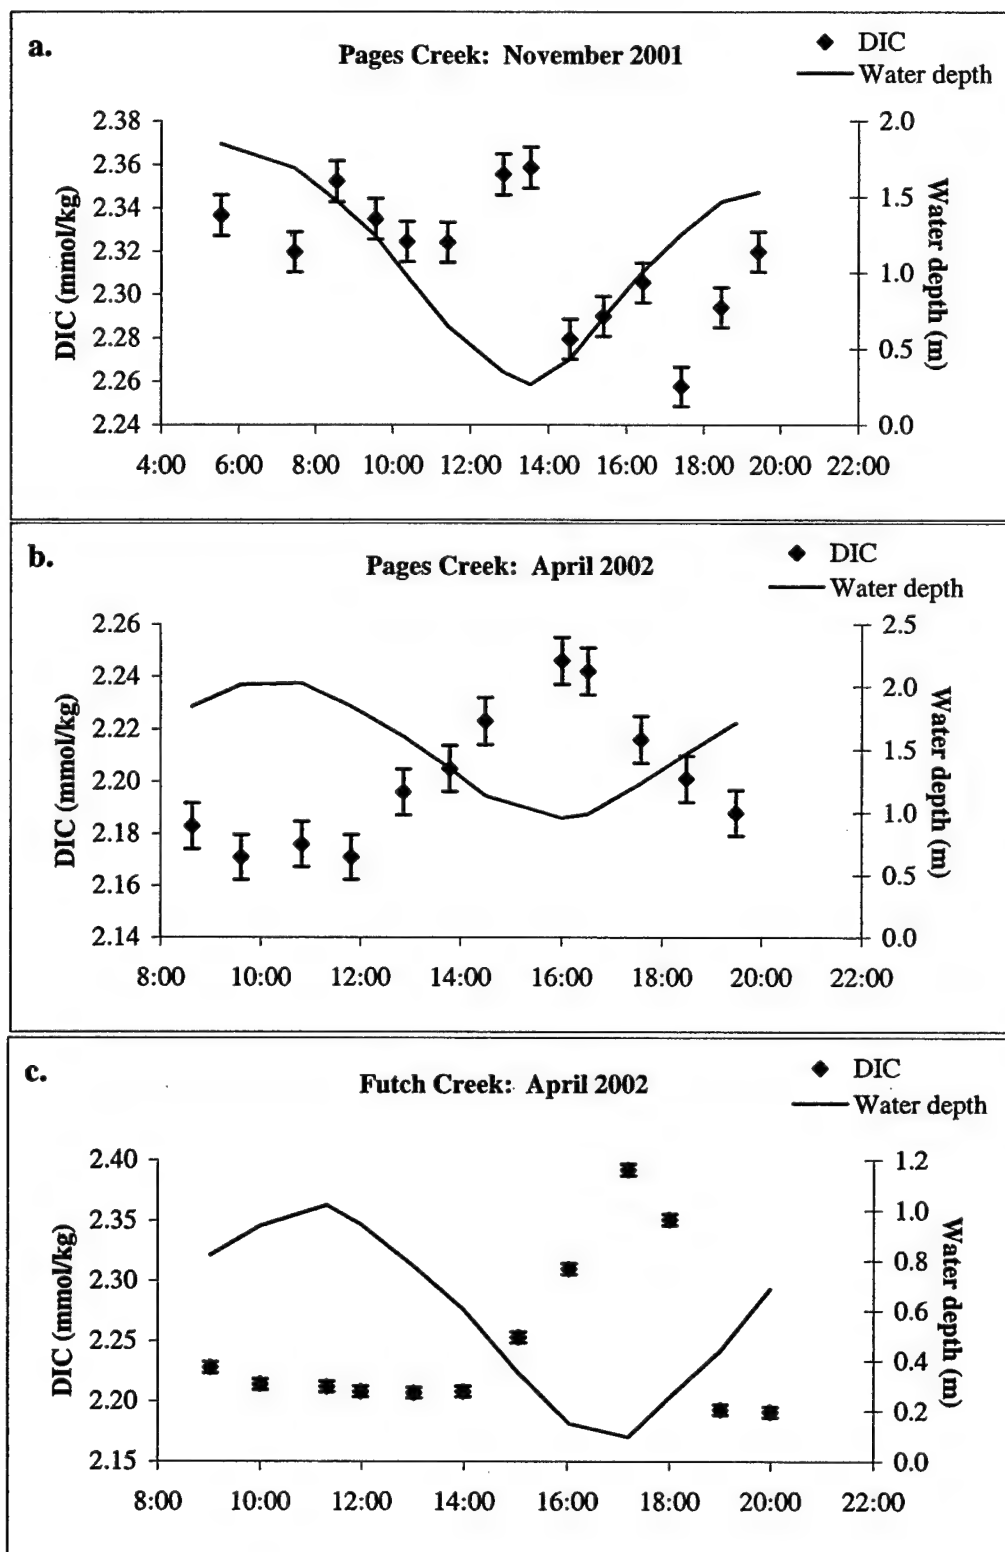 a.
Pages Creek: November 2001
DIC
Water depth
2.38
2.36
2.34
2.32
2.30
2.28
2.26
2.24
DIC (mmol/kg)
2.0
1.5
1.0
0.5
0.0
Water depth (m)
4:00 6:00 8:00 10:00 12:00 14:00 16:00 18:00 20:00 22:00
b.
Pages Creek: April 2002
DIC
Water depth
2.26
2.24
2.22
2.20
2.18
2.16
2.14
DIC (mmol/kg)
2.5
2.0
1.5
1.0
0.5
0.0
Water depth (m)
8:00 10:00 12:00 14:00 16:00 18:00 20:00 22:00
c.
Futch Creek: April 2002
DIC
Water depth
2.40
2.35
2.30
2.25
2.20
2.15
DIC (mmol/kg)
1.2
1.0
0.8
0.6
0.4
0.2
0.0
Water depth (m)
8:00 10:00 12:00 14:00 16:00 18:00 20:00 22:00